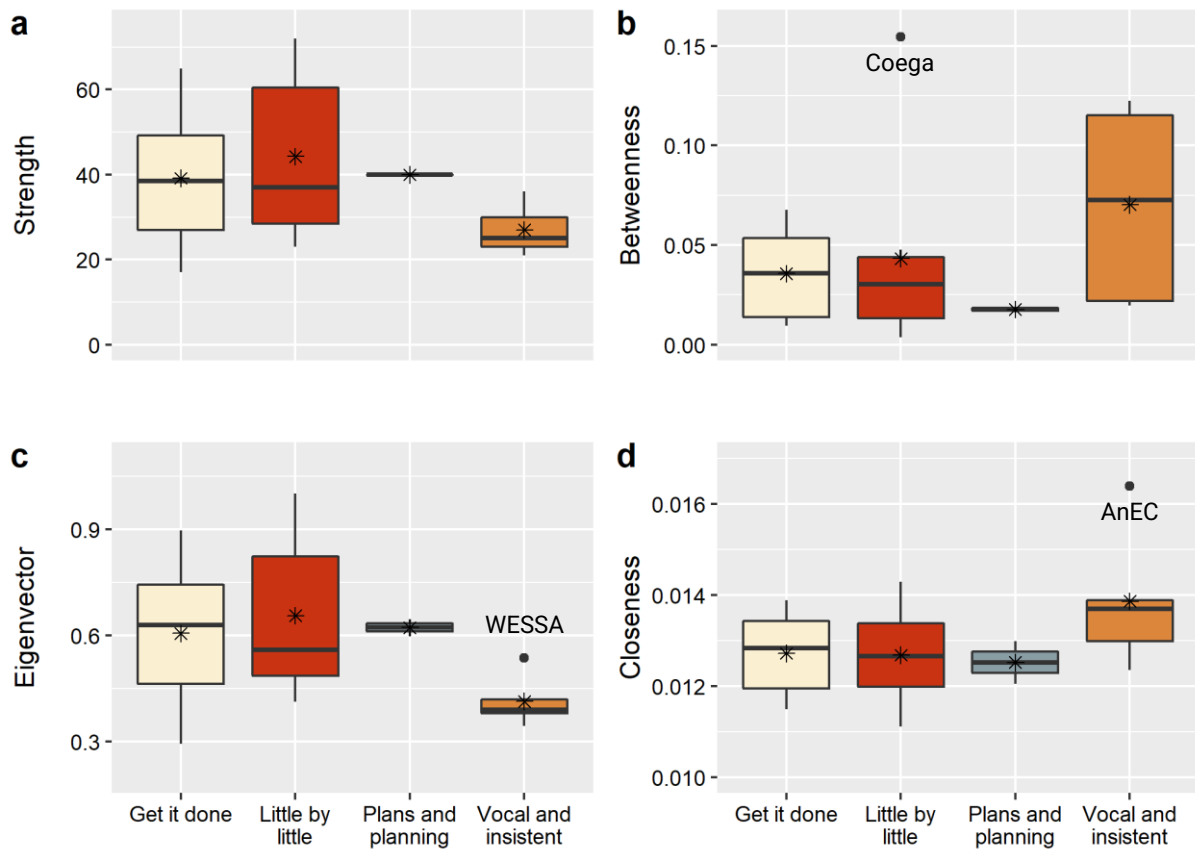 a
Strength
60
40
20
0
b
Betweenness
0.15
0.10
0.05
0.00
Coega
c
Eigenvector
0.9
0.6
0.3
WESSA
Get it done
Little by
little
Plans and
planning
Vocal and
insistent
d
Closeness
0.016
0.014
0.012
0.010
AnEC
Get it done
Little by
little
Plans and
planning
Vocal and
insistent